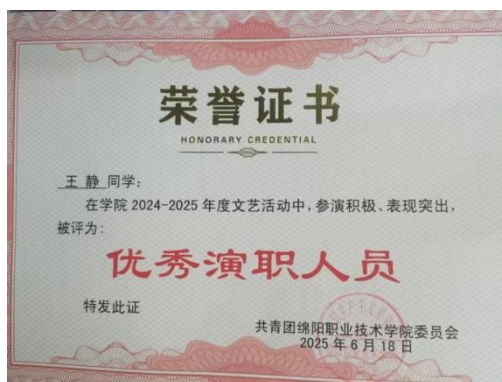 荣誉证书
HONORARY CREDENTIAL
王 静 同学：
在学院 2024-2025 年度文艺活动中，参演积极、表现突出，
被评为：
优秀演职人员
特发此证
共青团绵阳职业技术学院委员会
2025 年 6 月 18 日